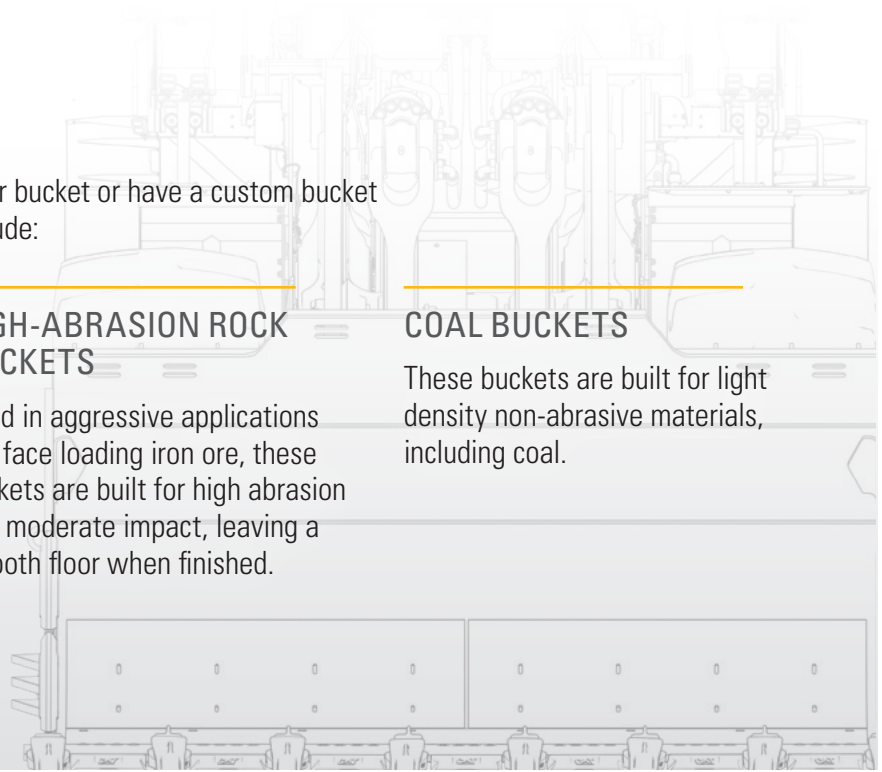 r bucket or have a custom bucket
ude:
GH-ABRASION ROCK
CKETS
d in aggressive applications
face loading iron ore, these
kets are built for high abrasion
moderate impact, leaving a
ooth floor when finished.
COAL BUCKETS
These buckets are built for light
density non-abrasive materials,
including coal.